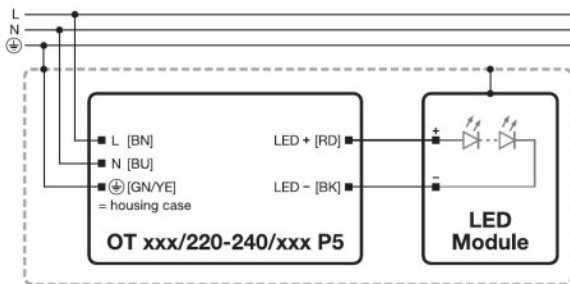 L
N
⏚
L [BN]
LED + [RD]
N [BU]
⏚ [GN/YE]
LED − [BK]
= housing case
OT xxx/220-240/xxx P5
+
−
LED
Module